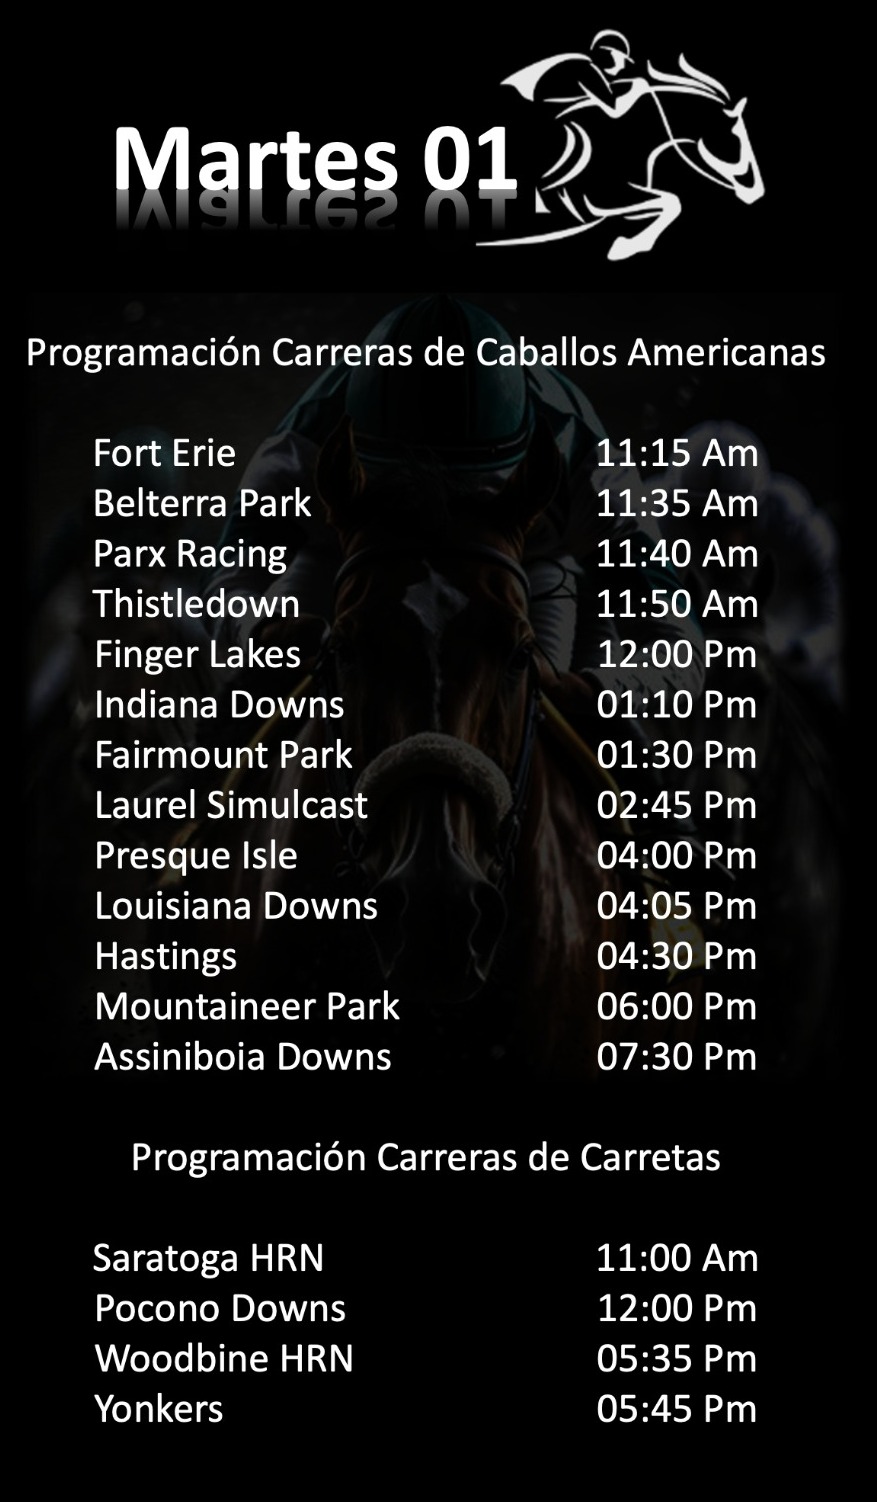 Martes 01
Programación Carreras de Caballos Americanas
Fort Erie 11:15 Am
Belterra Park 11:35 Am
Parx Racing 11:40 Am
Thistledown 11:50 Am
Finger Lakes 12:00 Pm
Indiana Downs 01:10 Pm
Fairmount Park 01:30 Pm
Laurel Simulcast 02:45 Pm
Presque Isle 04:00 Pm
Louisiana Downs 04:05 Pm
Hastings 04:30 Pm
Mountaineer Park 06:00 Pm
Assiniboia Downs 07:30 Pm
Programación Carreras de Carretas
Saratoga HRN 11:00 Am
Pocono Downs 12:00 Pm
Woodbine HRN 05:35 Pm
Yonkers 05:45 Pm